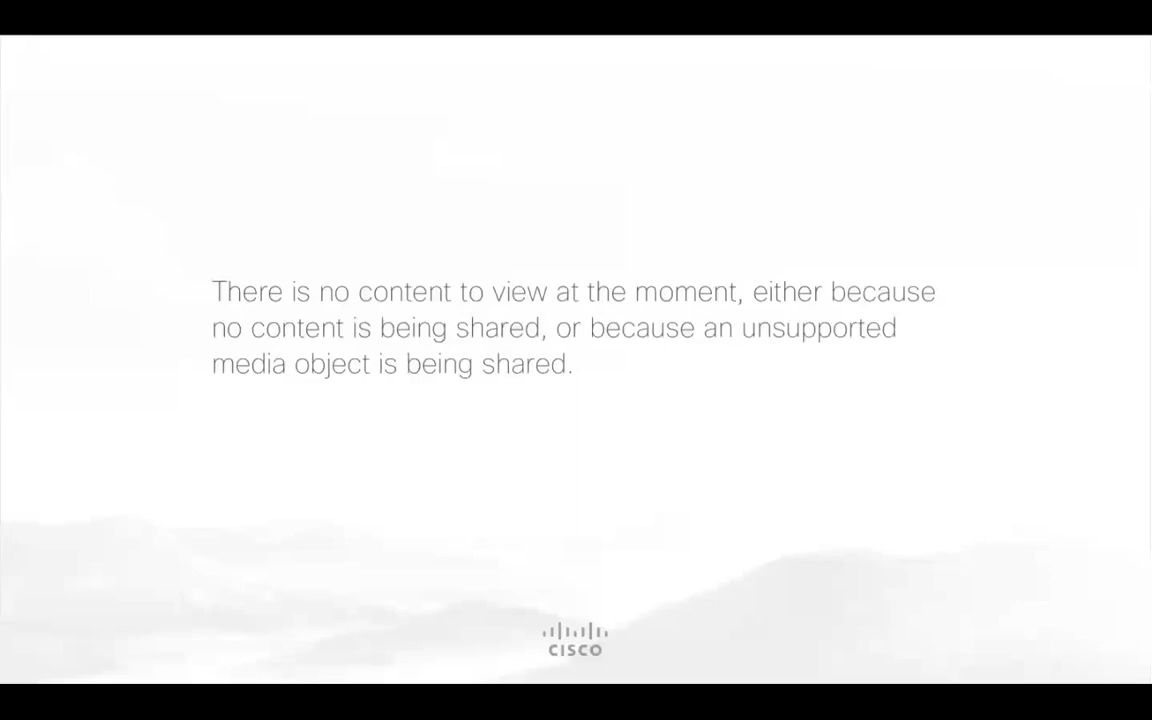 There is no content to view at the moment, either because
no content is being shared, or because an unsupported
media object is being shared.
CISCO